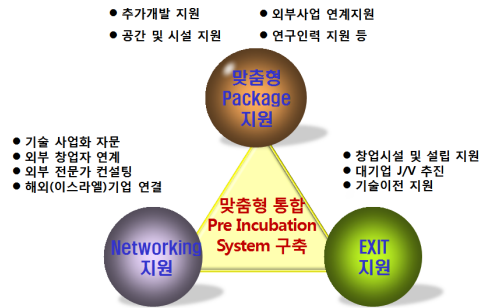 ● 추가개발 지원
● 외부사업 연계지원
● 공간 및 시설 지원
● 연구인력 지원 등
맞춤형
Package
지원
● 기술 사업화 자문
● 외부 창업자 연계
● 외부 전문가 컨설팅
● 해외(이스라엘)기업 연결
● 창업시설 및 설립 지원
● 대기업 J/V 추진
● 기술이전 지원
맞춤형 통합
Pre Incubation
System 구축
Networking
지원
EXIT
지원